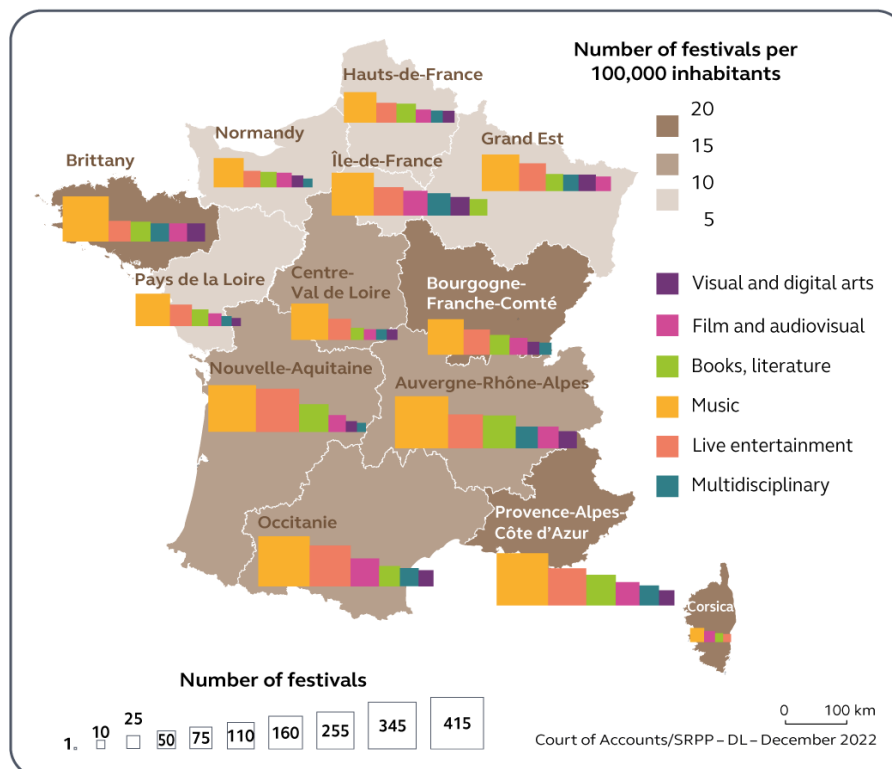 Number of festivals per
100,000 inhabitants
20
15
10
5
Hauts-de-France
Normandy
Grand Est
Île-de-France
Brittany
Pays de la Loire
Centre-
Val de Loire
Bourgogne-
Franche-Comté
Nouvelle-Aquitaine
Auvergne-Rhône-Alpes
Occitanie
Provence-Alpes-
Côte d’Azur
Corsica
Visual and digital arts
Film and audiovisual
Books, literature
Music
Live entertainment
Multidisciplinary
Number of festivals
1 10 25 50 75 110 160 255 345 415
0 100 km
Court of Accounts/SRPP – DL – December 2022